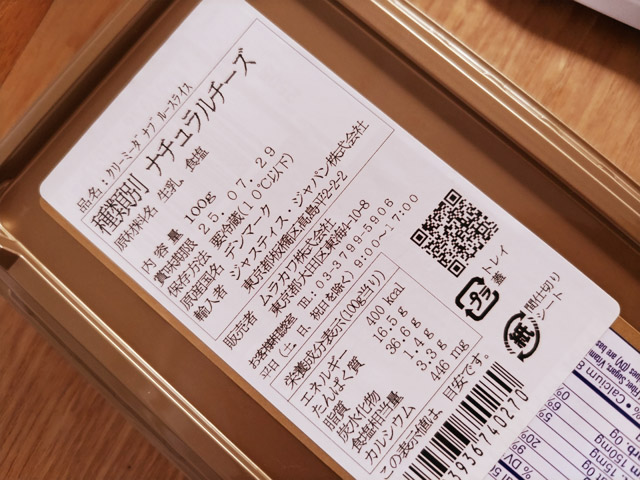 品名：クリーミーダナブルースライス
種類別 ナチュラルチーズ
原材料名 生乳、食塩
内容量 100g
賞味期限 25.07.29
保存方法 要冷蔵(10℃以下)
原産国名 デンマーク
輸入者 ジャスティス・ジャパン株式会社
東京都板橋区高島平2-2-2
販売者 ムラカワ株式会社
東京都大田区東海4-10-8
お客様相談室 ℡:03-3799-5906
平日(土、日、祝日を除く)9:00~17:00
栄養成分表示(100g当り)
エネルギー 400 kcal
たんぱく質 16.5 g
脂質 36.6 g
炭水化物 1.4 g
食塩相当量 3.3 g
カルシウム 446 mg
この表示値は、目安です。
3936740270
プラ
トレイ
蓋
紙
間仕切り
シート
Calcium